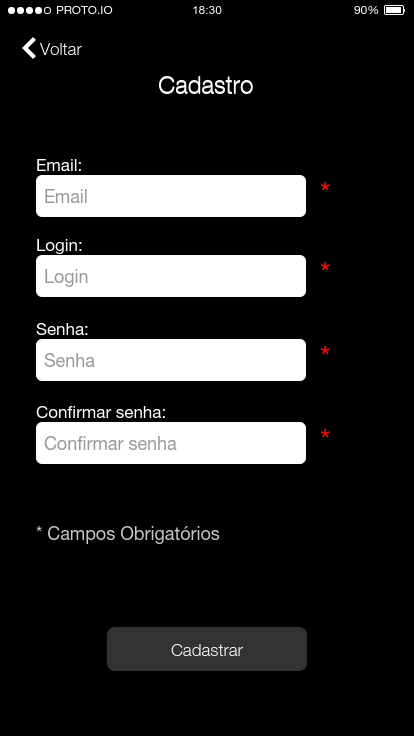 PROTO.IO 18:30 90%
Voltar
Cadastro
Email:
Email *
Login:
Login *
Senha:
Senha *
Confirmar senha:
Confirmar senha *
* Campos Obrigatórios
Cadastrar